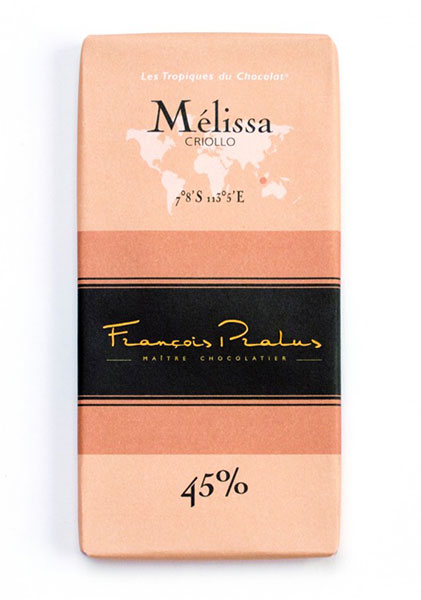 Les Tropiques du Chocolat
Mélissa
CRIOLLO
7°8'S 113°5'E
François Pralus
MAÎTRE CHOCOLATIER
45%